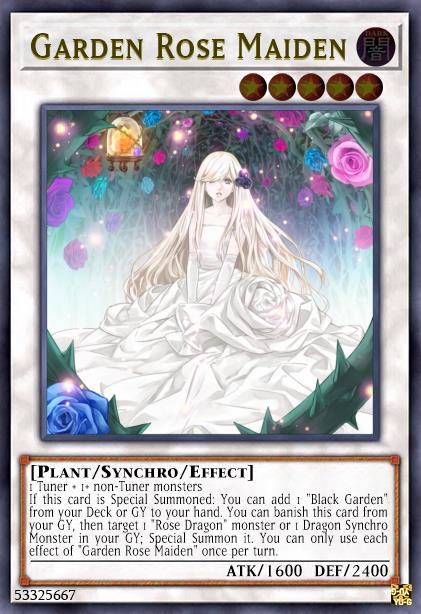 GARDEN ROSE MAIDEN
DARK
闇
[PLANT/SYNCHRO/EFFECT]
1 Tuner + 1+ non-Tuner monsters
If this card is Special Summoned: You can add 1 "Black Garden"
from your Deck or GY to your hand. You can banish this card from
your GY, then target 1 "Rose Dragon" monster or 1 Dragon Synchro
Monster in your GY; Special Summon it. You can only use each
effect of "Garden Rose Maiden" once per turn.
ATK/1600 DEF/2400
53325667